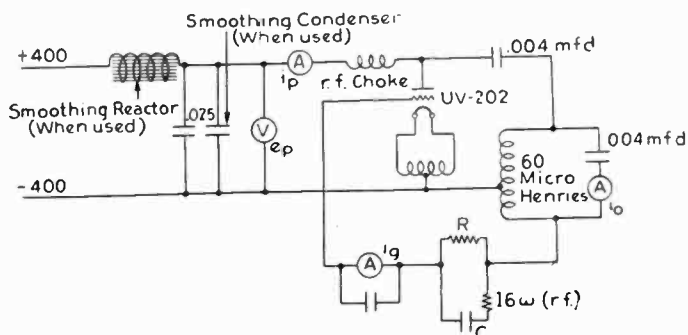 Smoothing Condenser
(When used)
+400
.004 mfd
A
ip
r.f. Choke
UV-202
Smoothing Reactor
(When used)
.025
V
ep
.004 mfd
60
Micro
Henries
A
io
-400
R
A
ig
16ω (r.f.)
C